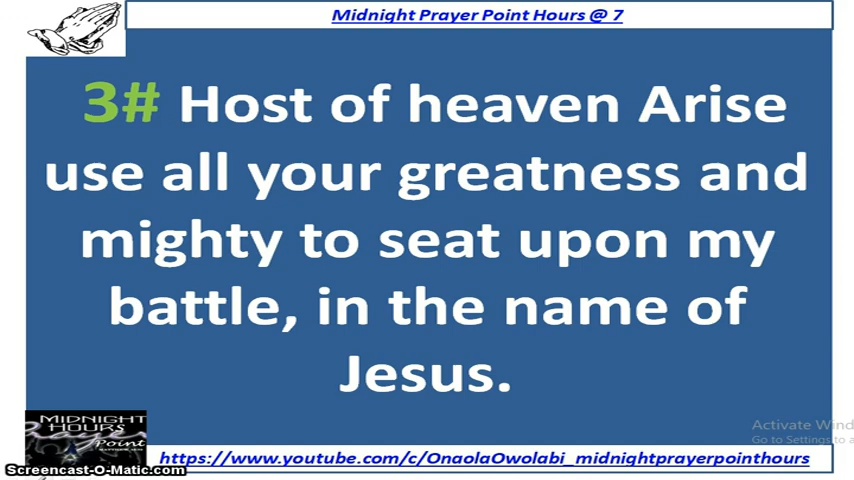 Midnight Prayer Point Hours @ 7
3# Host of heaven Arise
use all your greatness and
mighty to seat upon my
battle, in the name of
Jesus.
MIDNIGHT
HOURS
Prayer
Point
Activate Wind
Go to Settings to a
https://www.youtube.com/c/OnaolaOwolabi_midnightprayerpointhours
Screencast-O-Matic.com